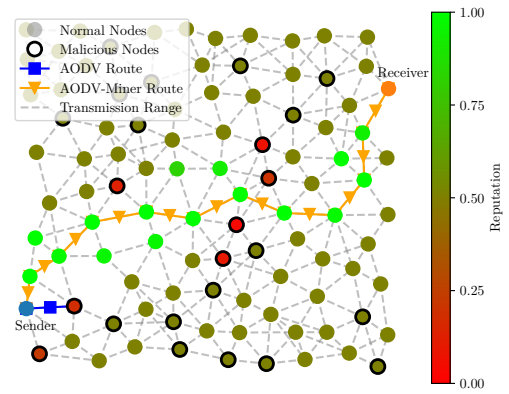 Normal Nodes
Malicious Nodes
AODV Route
AODV-Miner Route
Transmission Range
Receiver
Sender
1.00
0.75
0.50
0.25
0.00
Reputation